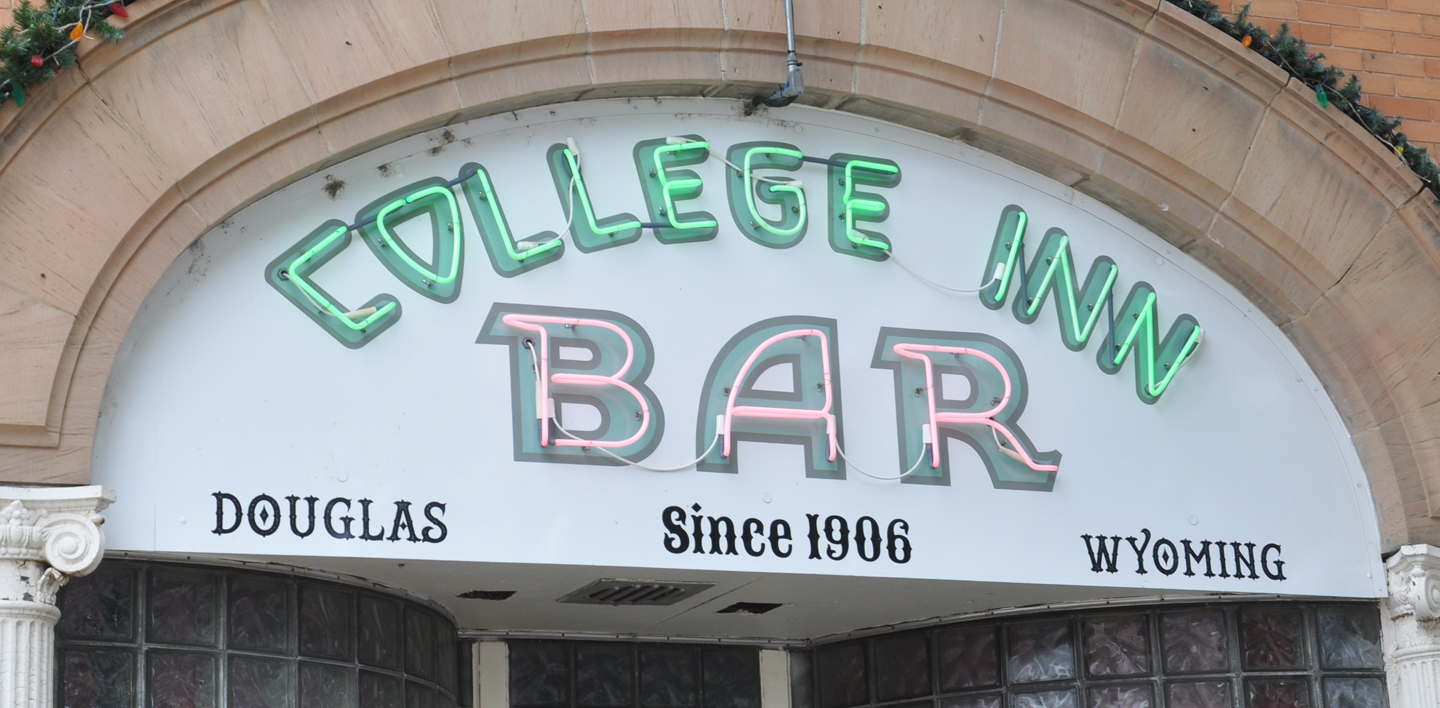 COLLEGE INN
BAR
DOUGLAS
Since 1906
WYOMING